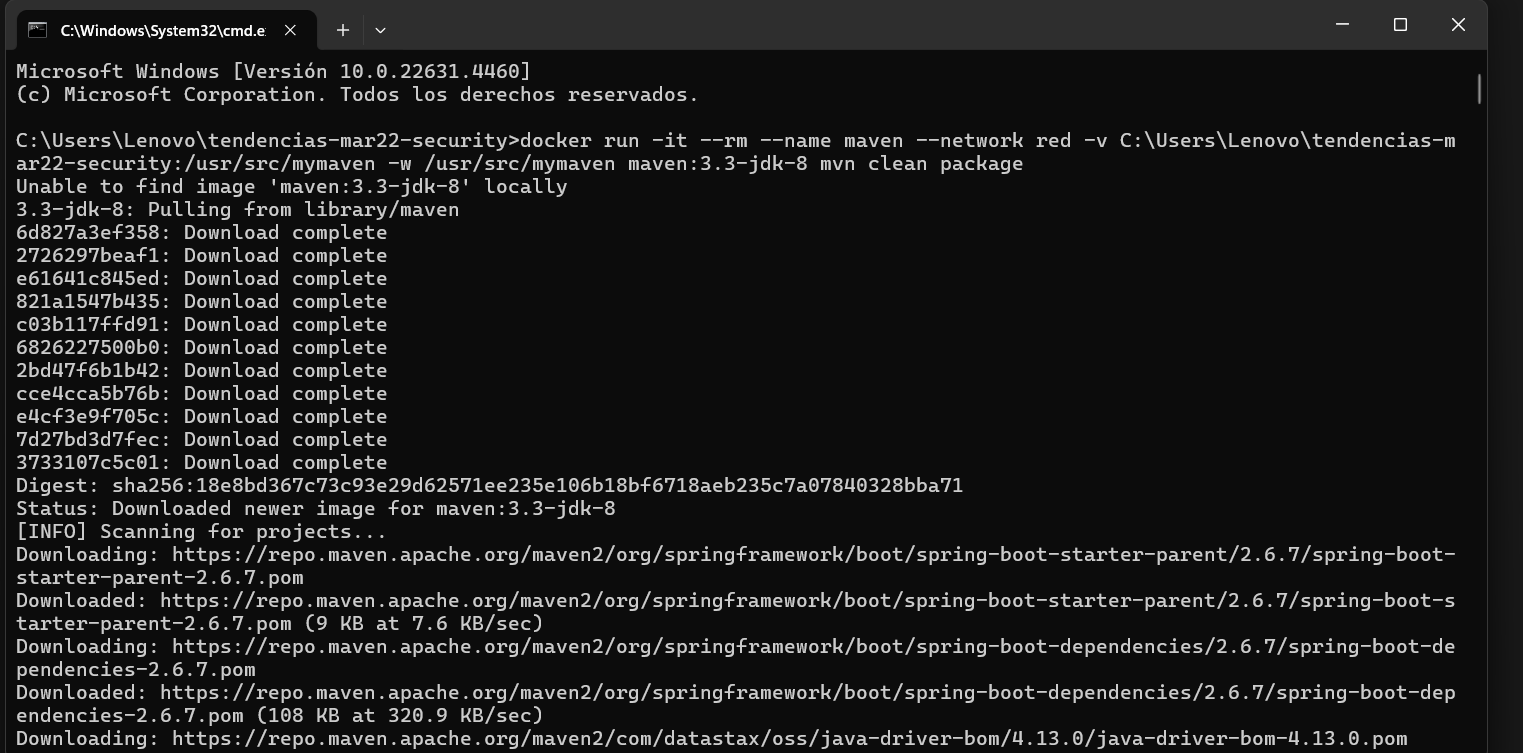 C:\Windows\System32\cmd.e
Microsoft Windows [Versión 10.0.22631.4460]
(c) Microsoft Corporation. Todos los derechos reservados.
C:\Users\Lenovo\tendencias-mar22-security>docker run -it --rm --name maven --network red -v C:\Users\Lenovo\tendencias-m
ar22-security:/usr/src/mymaven -w /usr/src/mymaven maven:3.3-jdk-8 mvn clean package
Unable to find image 'maven:3.3-jdk-8' locally
3.3-jdk-8: Pulling from library/maven
6d827a3ef358: Download complete
2726297beaf1: Download complete
e61641c845ed: Download complete
821a1547b435: Download complete
c03b117ffd91: Download complete
6826227500b0: Download complete
2bd47f6b1b42: Download complete
cce4cca5b76b: Download complete
e4cf3e9f705c: Download complete
7d27bd3d7fec: Download complete
3733107c5c01: Download complete
Digest: sha256:18e8bd367c73c93e29d62571ee235e106b18bf6718aeb235c7a07840328bba71
Status: Downloaded newer image for maven:3.3-jdk-8
[INFO] Scanning for projects...
Downloading: https://repo.maven.apache.org/maven2/org/springframework/boot/spring-boot-starter-parent/2.6.7/spring-boot-
starter-parent-2.6.7.pom
Downloaded: https://repo.maven.apache.org/maven2/org/springframework/boot/spring-boot-starter-parent/2.6.7/spring-boot-s
tarter-parent-2.6.7.pom (9 KB at 7.6 KB/sec)
Downloading: https://repo.maven.apache.org/maven2/org/springframework/boot/spring-boot-dependencies/2.6.7/spring-boot-de
pendencies-2.6.7.pom
Downloaded: https://repo.maven.apache.org/maven2/org/springframework/boot/spring-boot-dependencies/2.6.7/spring-boot-dep
endencies-2.6.7.pom (108 KB at 320.9 KB/sec)
Downloading: https://repo.maven.apache.org/maven2/com/datastax/oss/java-driver-bom/4.13.0/java-driver-bom-4.13.0.pom